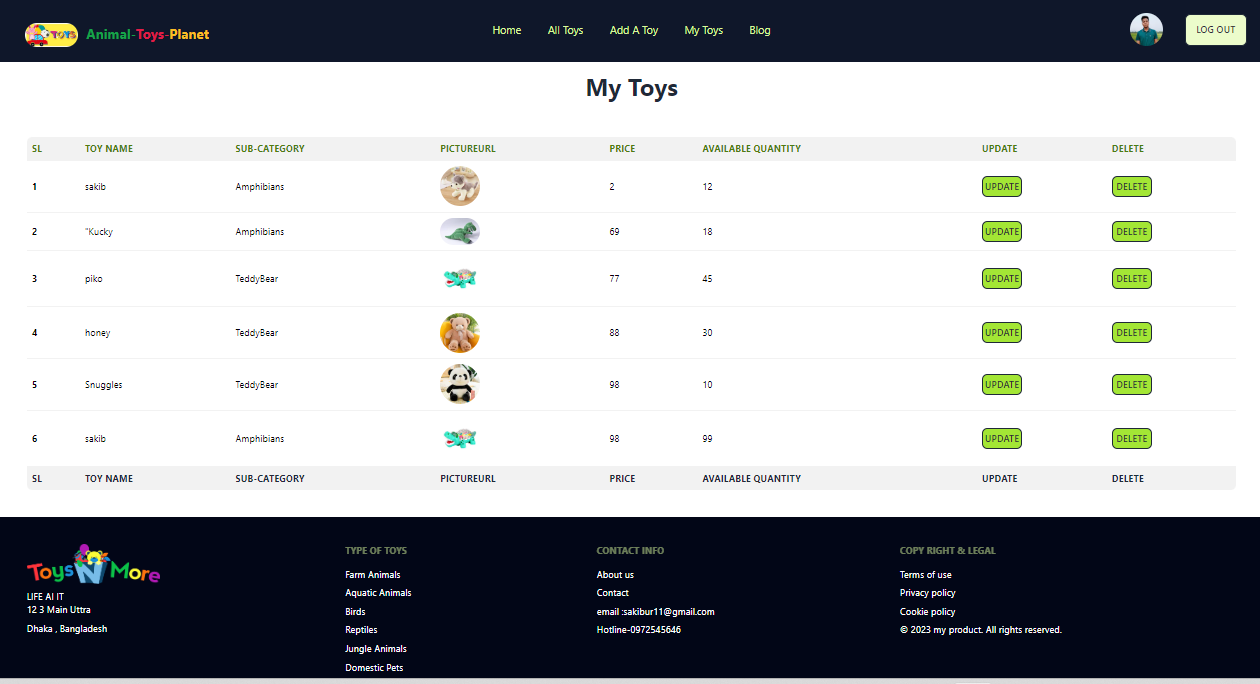 TOYS Animal-Toys-Planet Home All Toys Add A Toy My Toys Blog LOG OUT
My Toys
SL TOY NAME SUB-CATEGORY PICTUREURL PRICE AVAILABLE QUANTITY UPDATE DELETE
1 sakib Amphibians 2 12 UPDATE DELETE
2 "Kucky Amphibians 69 18 UPDATE DELETE
3 piko TeddyBear 77 45 UPDATE DELETE
4 honey TeddyBear 88 30 UPDATE DELETE
5 Snuggles TeddyBear 98 10 UPDATE DELETE
6 sakib Amphibians 98 99 UPDATE DELETE
SL TOY NAME SUB-CATEGORY PICTUREURL PRICE AVAILABLE QUANTITY UPDATE DELETE
Toys N More
LIFE AI IT
12 3 Main Uttra
Dhaka , Bangladesh
TYPE OF TOYS
Farm Animals
Aquatic Animals
Birds
Reptiles
Jungle Animals
Domestic Pets
CONTACT INFO
About us
Contact
email :sakibur11@gmail.com
Hotline-0972545646
COPY RIGHT & LEGAL
Terms of use
Privacy policy
Cookie policy
© 2023 my product. All rights reserved.